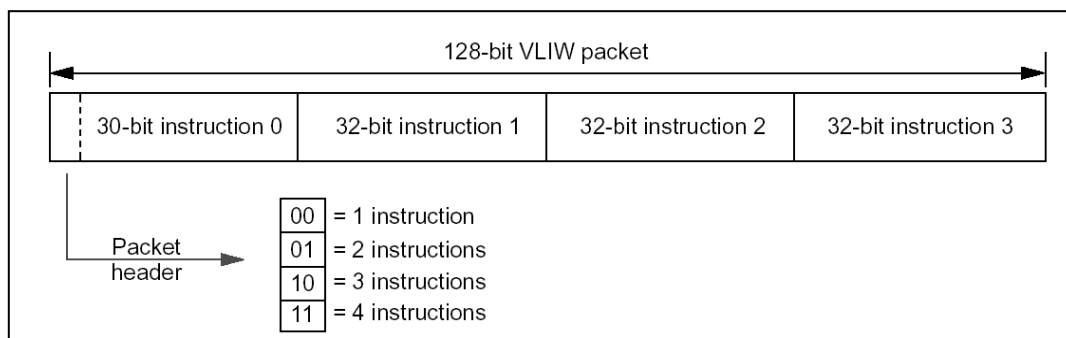 128-bit VLIW packet
30-bit instruction 0 32-bit instruction 1 32-bit instruction 2 32-bit instruction 3
00 = 1 instruction
01 = 2 instructions
10 = 3 instructions
11 = 4 instructions
Packet
header